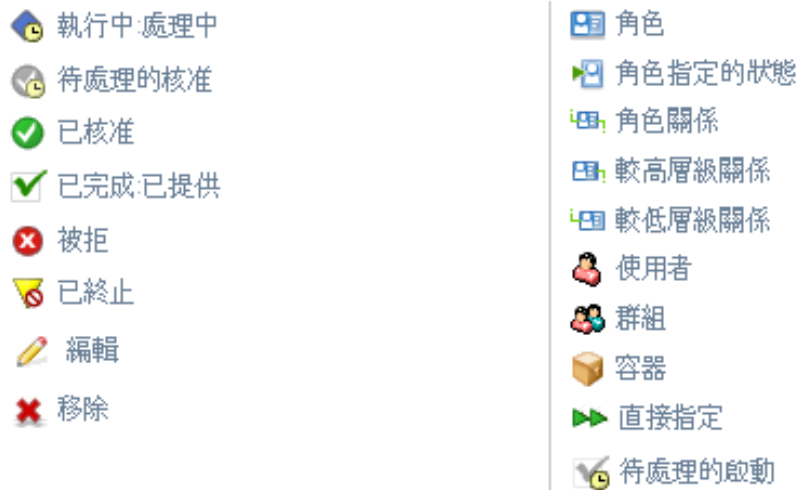 執行中:處理中
待處理的核准
已核准
已完成:已提供
被拒
已終止
編輯
移除
角色
角色指定的狀態
角色關係
較高層級關係
較低層級關係
使用者
群組
容器
直接指定
待處理的啟動